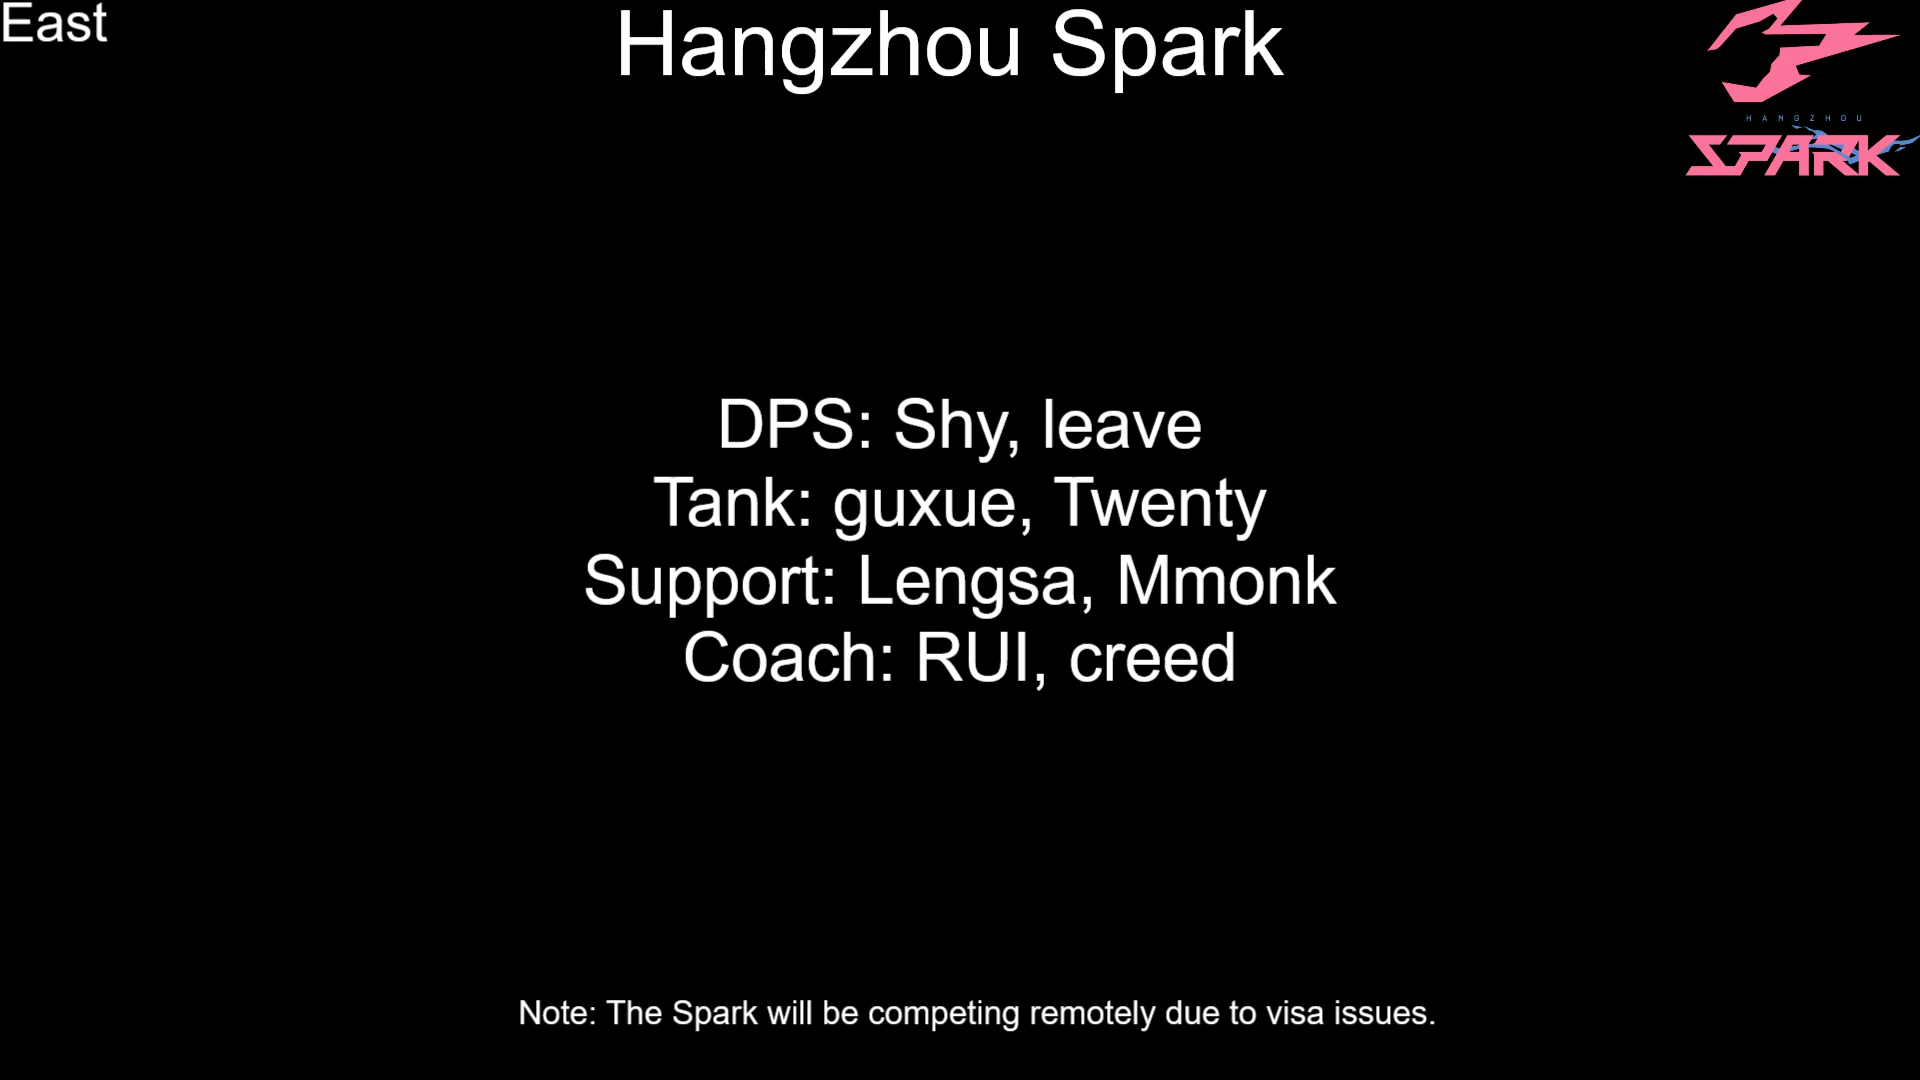 East
Hangzhou Spark
HANGZHOU
SPARK
DPS: Shy, leave
Tank: guxue, Twenty
Support: Lengsa, Mmonk
Coach: RUI, creed
Note: The Spark will be competing remotely due to visa issues.